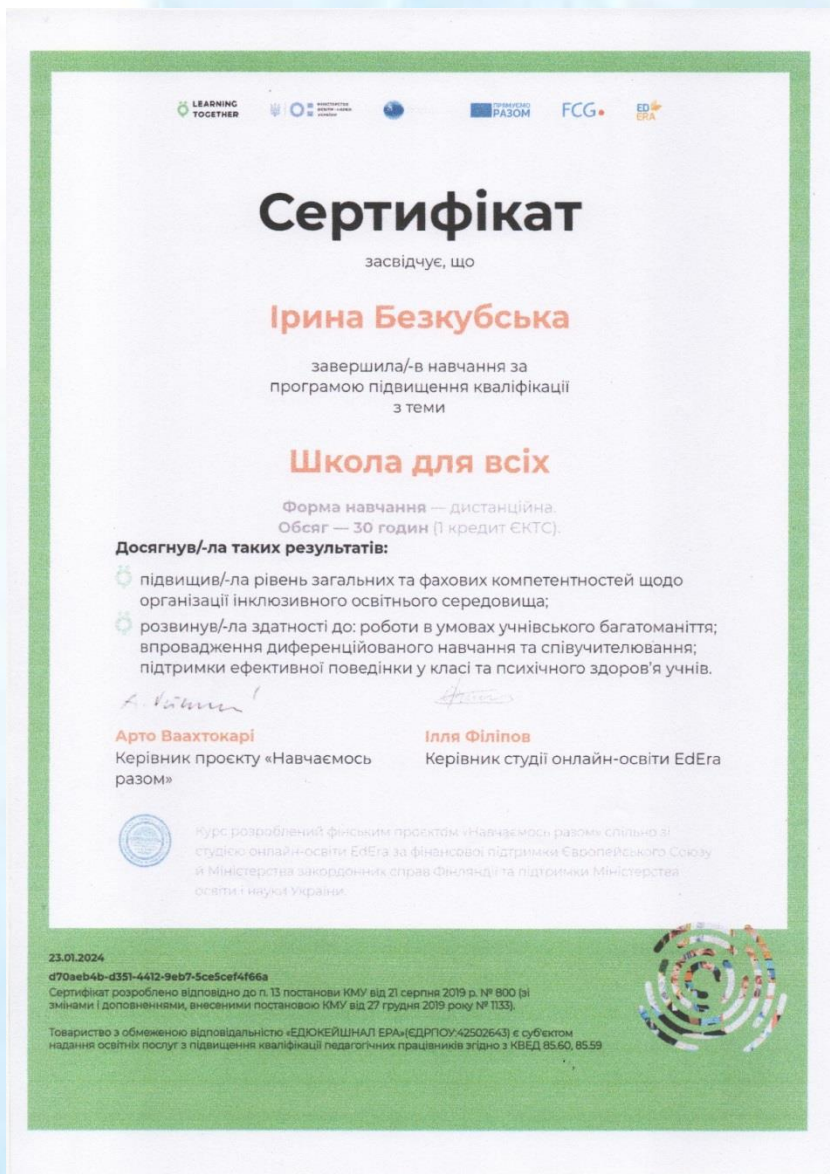 LEARNING
TOGETHER
МІНІСТЕРСТВО
ОСВІТИ І НАУКИ
УКРАЇНИ
ПРЯМУЄМО
РАЗОМ
FCG
ED
ERA
Сертифікат
засвідчує, що
Ірина Безкубська
завершила/-в навчання за
програмою підвищення кваліфікації
з теми
Школа для всіх
Форма навчання — дистанційна.
Обсяг — 30 годин (1 кредит ЄКТС).
Досягнув/-ла таких результатів:
підвищив/-ла рівень загальних та фахових компетентностей щодо
організації інклюзивного освітнього середовища;
розвинув/-ла здатності до: роботи в умовах учнівського багатоманіття;
впровадження диференційованого навчання та співучителювання;
підтримки ефективної поведінки у класі та психічного здоров'я учнів.
Арто Ваахтокарі
Керівник проєкту «Навчаємось
разом»
Ілля Філіпов
Керівник студії онлайн-освіти EdEra
Курс розроблений фінським проєктом «Навчаємось разом» спільно зі
студією онлайн-освіти EdEra за фінансової підтримки Європейського Союзу
й Міністерства закордонних справ Фінляндії та підтримки Міністерства
освіти і науки України.
23.01.2024
d70aeb4b-d351-4412-9eb7-5ce5cef4f66a
Сертифікат розроблено відповідно до п. 13 постанови КМУ від 21 серпня 2019 р. № 800 (зі
змінами і доповненнями, внесеними постановою КМУ від 27 грудня 2019 року № 1133).
Товариство з обмеженою відповідальністю «ЕДЮКЕЙШНАЛ ЕРА»(ЄДРПОУ:42502643) є суб'єктом
надання освітніх послуг з підвищення кваліфікації педагогічних працівників згідно з КВЕД 85.60, 85.59